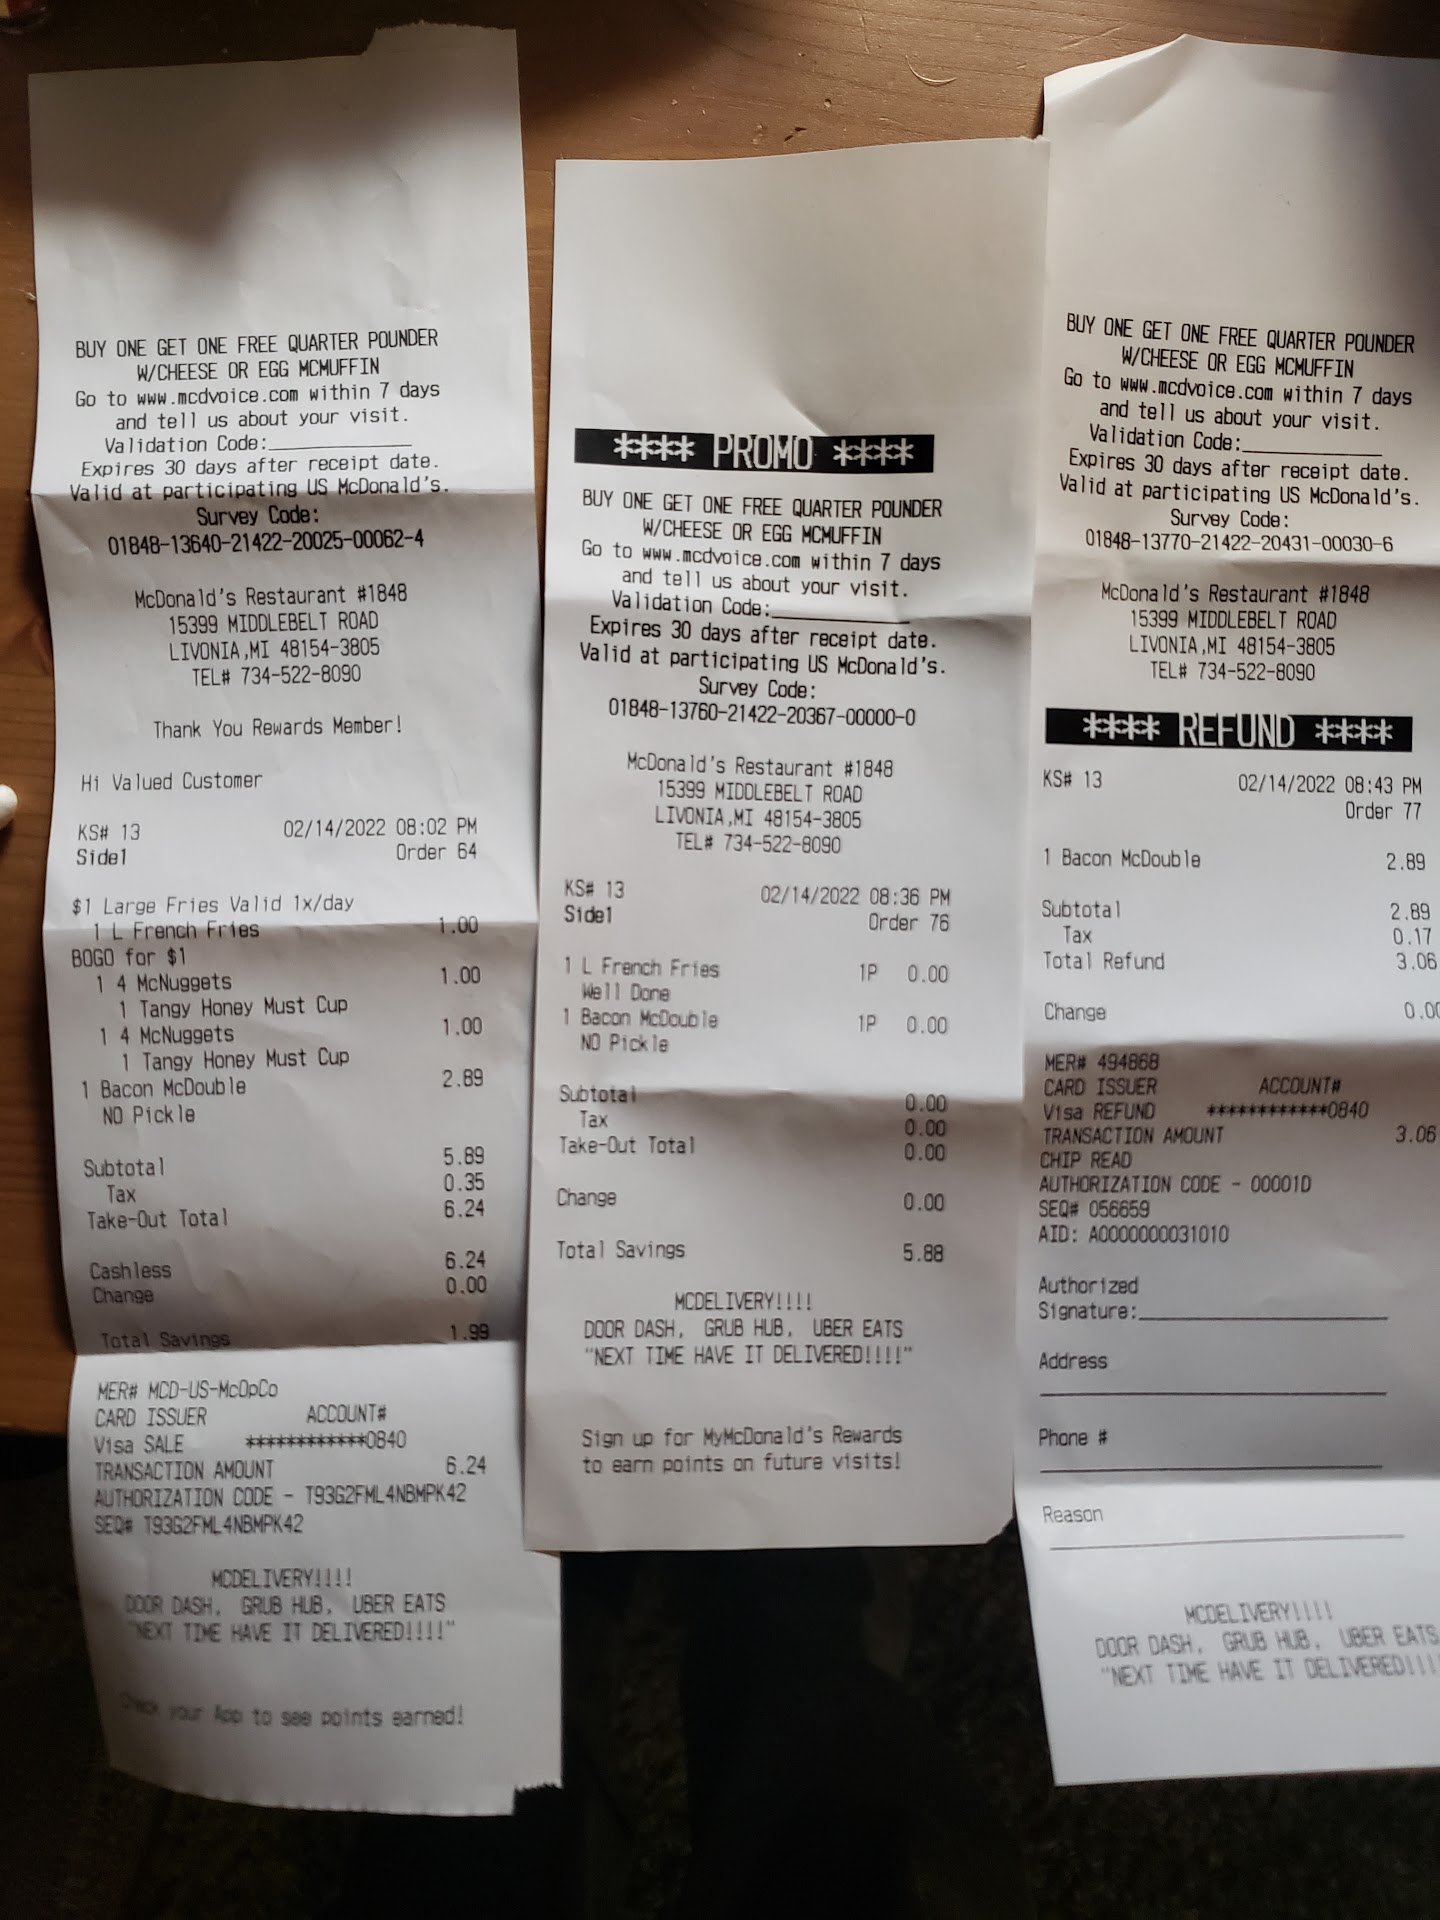 BUY ONE GET ONE FREE QUARTER POUNDER
W/CHEESE OR EGG MCMUFFIN
Go to www.mcdvoice.com within 7 days
and tell us about your visit.
Validation Code:
Expires 30 days after receipt date.
Valid at participating US McDonald's.
Survey Code:
01848-13640-21422-20025-00062-4
McDonald's Restaurant #1848
15399 MIDDLEBELT ROAD
LIVONIA,MI 48154-3805
TEL# 734-522-8090
Thank You Rewards Member!
Hi Valued Customer
KS# 13 02/14/2022 08:02 PM
Side1 Order 64
$1 Large Fries Valid 1x/day
1 L French Fries 1.00
BOGO for $1
1 4 McNuggets 1.00
1 Tangy Honey Must Cup
1 4 McNuggets 1.00
1 Tangy Honey Must Cup
1 Bacon McDouble 2.89
NO Pickle
Subtotal 5.89
Tax 0.35
Take-Out Total 6.24
Cashless 6.24
Change 0.00
Total Savings 1.99
MER# MCD-US-McOpCo
CARD ISSUER ACCOUNT#
Visa SALE ************0840
TRANSACTION AMOUNT 6.24
AUTHORIZATION CODE - T93G2FML4NBMPK42
SEQ# T93G2FML4NBMPK42
MCDELIVERY!!!!
DOOR DASH, GRUB HUB, UBER EATS
"NEXT TIME HAVE IT DELIVERED!!!!"
Check your App to see points earned!
**** PROMO ****
BUY ONE GET ONE FREE QUARTER POUNDER
W/CHEESE OR EGG MCMUFFIN
Go to www.mcdvoice.com within 7 days
and tell us about your visit.
Validation Code:
Expires 30 days after receipt date.
Valid at participating US McDonald's.
Survey Code:
01848-13760-21422-20367-00000-0
McDonald's Restaurant #1848
15399 MIDDLEBELT ROAD
LIVONIA,MI 48154-3805
TEL# 734-522-8090
KS# 13 02/14/2022 08:36 PM
Side1 Order 76
1 L French Fries 1P 0.00
Well Done
1 Bacon McDouble 1P 0.00
NO Pickle
Subtotal 0.00
Tax 0.00
Take-Out Total 0.00
Change 0.00
Total Savings 5.88
MCDELIVERY!!!!
DOOR DASH, GRUB HUB, UBER EATS
"NEXT TIME HAVE IT DELIVERED!!!!"
Sign up for MyMcDonald's Rewards
to earn points on future visits!
BUY ONE GET ONE FREE QUARTER POUNDER
W/CHEESE OR EGG MCMUFFIN
Go to www.mcdvoice.com within 7 days
and tell us about your visit.
Validation Code:
Expires 30 days after receipt date.
Valid at participating US McDonald's.
Survey Code:
01848-13770-21422-20431-00030-6
McDonald's Restaurant #1848
15399 MIDDLEBELT ROAD
LIVONIA,MI 48154-3805
TEL# 734-522-8090
**** REFUND ****
KS# 13 02/14/2022 08:43 PM
Order 77
1 Bacon McDouble 2.89
Subtotal 2.89
Tax 0.17
Total Refund 3.06
Change 0.00
MER# 494868
CARD ISSUER ACCOUNT#
Visa REFUND ************0840
TRANSACTION AMOUNT 3.06
CHIP READ
AUTHORIZATION CODE - 00001D
SEQ# 056659
AID: A0000000031010
Authorized
Signature:
Address
Phone #
Reason
MCDELIVERY!!!!
DOOR DASH, GRUB HUB, UBER EATS
"NEXT TIME HAVE IT DELIVERED!!!!